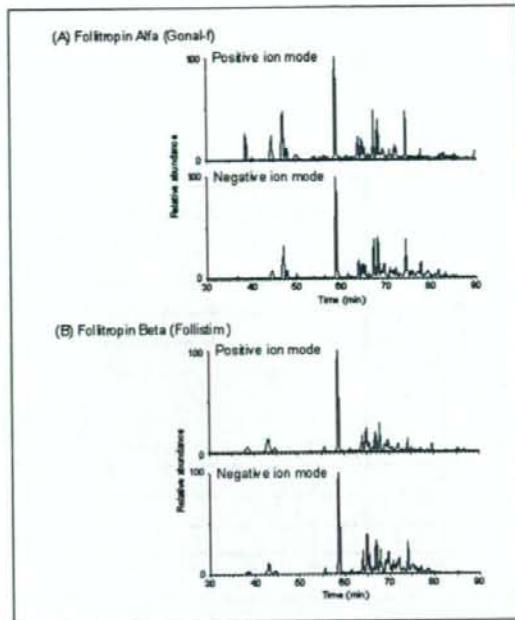 (A) Follitropin Alfa (Gonal-f)
Positive ion mode
100
0
Relative abundance
Negative ion mode
100
0
30 40 50 60 70 80 90
Time (min)
(B) Follitropin Beta (Follistim)
Positive ion mode
100
0
Relative abundance
Negative ion mode
100
0
30 40 50 60 70 80 90
Time (min)